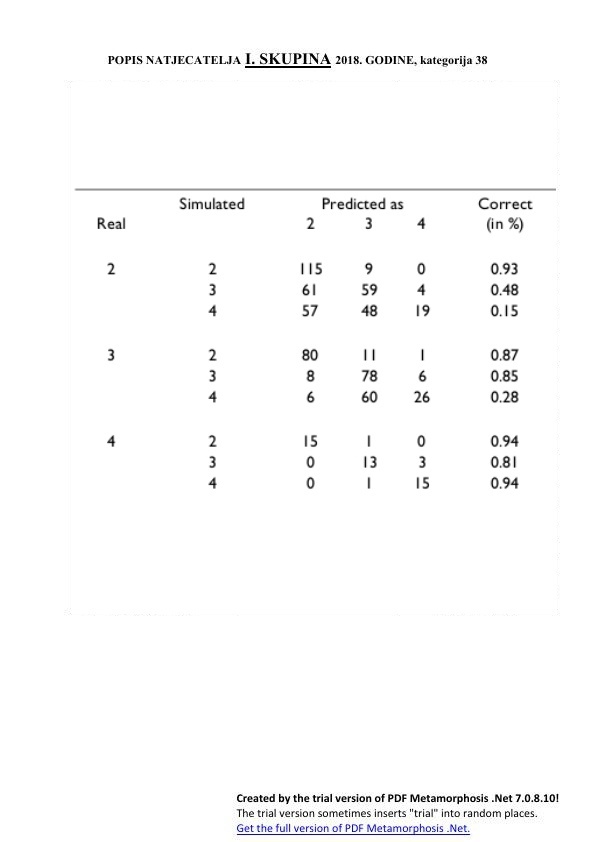 POPIS NATJECATELJA I. SKUPINA 2018. GODINE, kategorija 38
Simulated Predicted as Correct
Real 2 3 4 (in %)
2 2 115 9 0 0.93
3 61 59 4 0.48
4 57 48 19 0.15
3 2 80 11 1 0.87
3 8 78 6 0.85
4 6 60 26 0.28
4 2 15 1 0 0.94
3 0 13 3 0.81
4 0 1 15 0.94
Created by the trial version of PDF Metamorphosis .Net 7.0.8.10!
The trial version sometimes inserts "trial" into random places.
Get the full version of PDF Metamorphosis .Net.